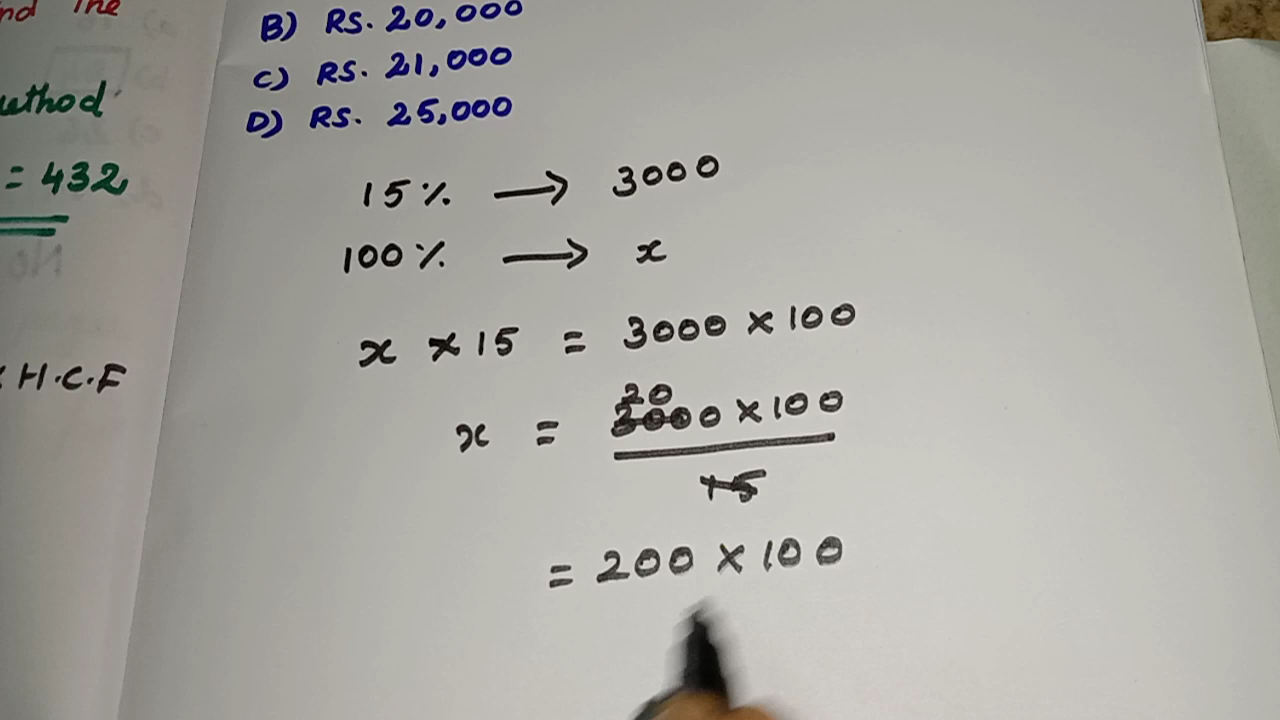 nd The
ethod
= 432
H.C.F
B) RS. 20,000
C) RS. 21,000
D) RS. 25,000
15% → 3000
100% → x
x × 15 = 3000 × 100
20
x = 3000 × 100
15
= 200 × 100